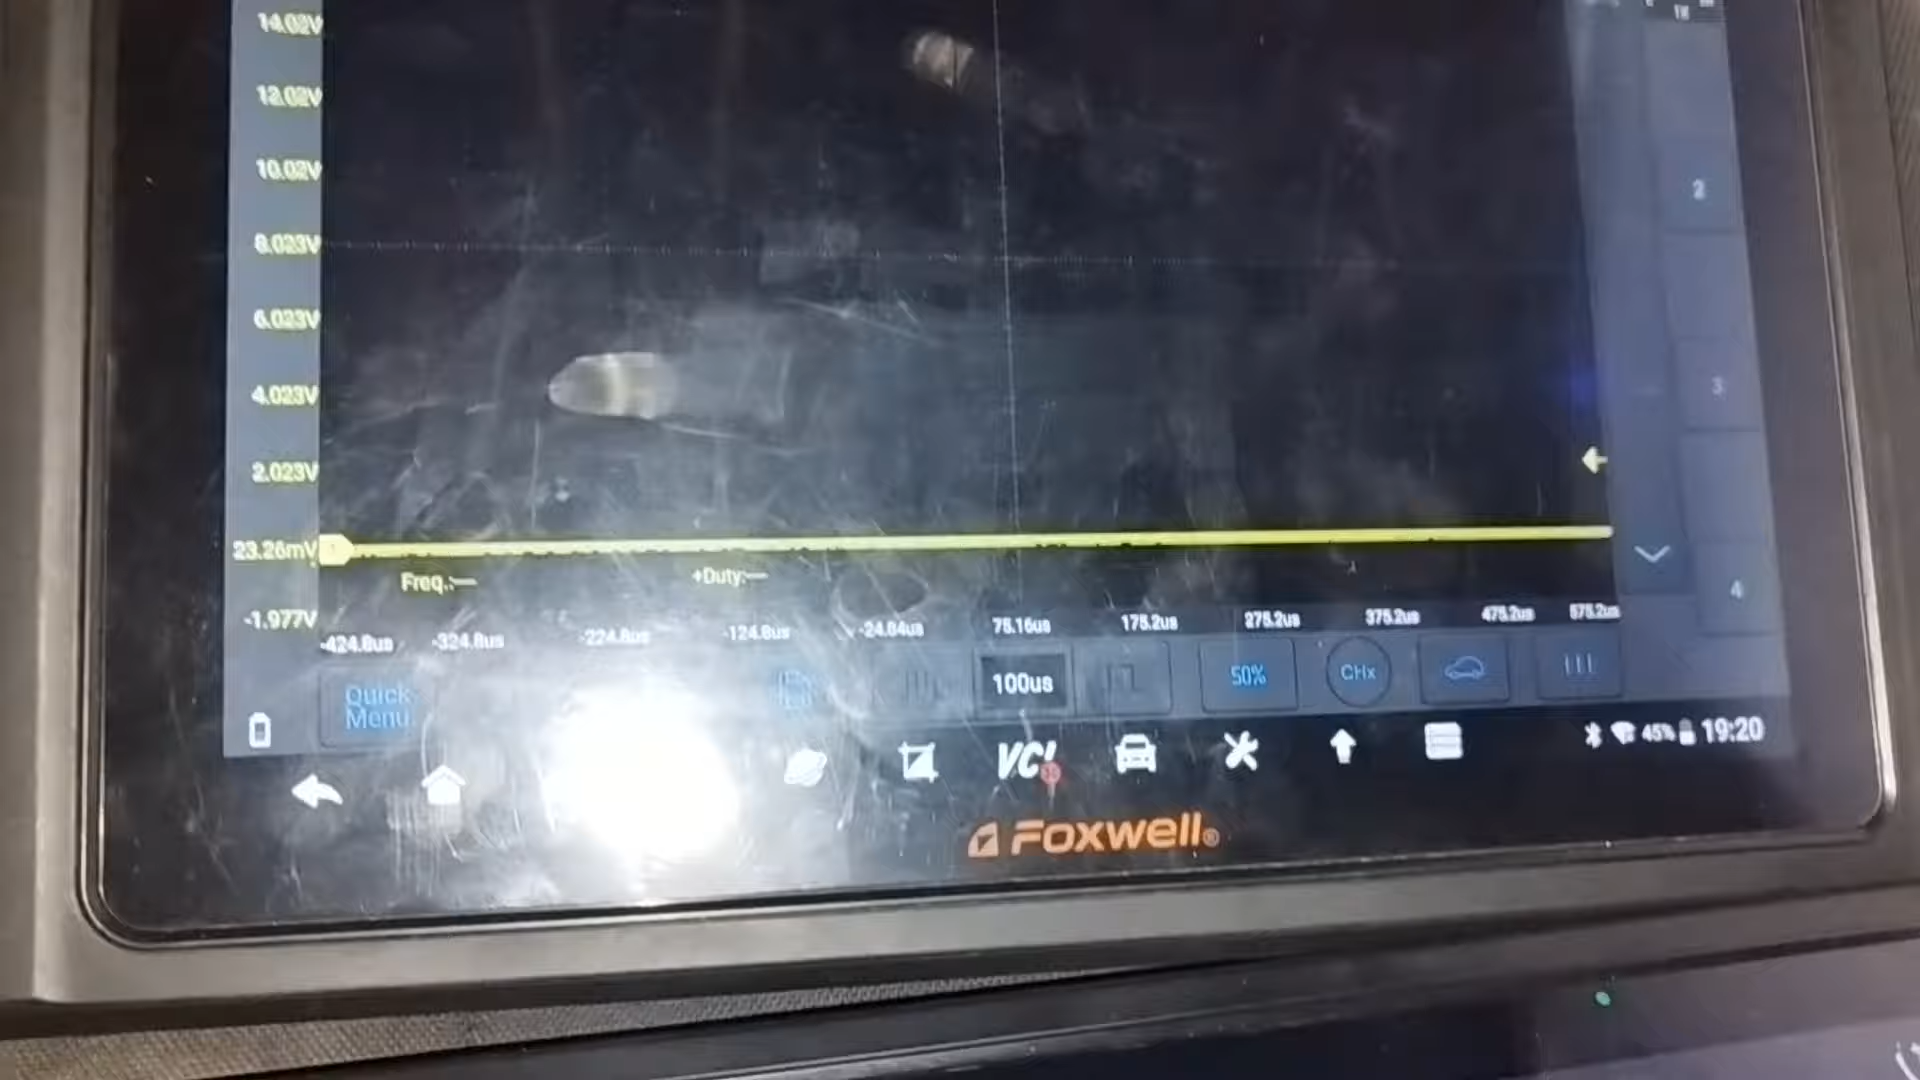 14.02V
12.02V
10.02V
8.023V
6.023V
4.023V
2.023V
23.26mV
-1.977V
2
3
4
Freq.:— +Duty:—
-424.8us -324.8us -224.8us -124.8us -24.84us 75.16us 175.2us 275.2us 375.2us 475.2us 575.2us
Quick Menu
100us
50%
CHx
VCI
45% 19:20
Foxwell®